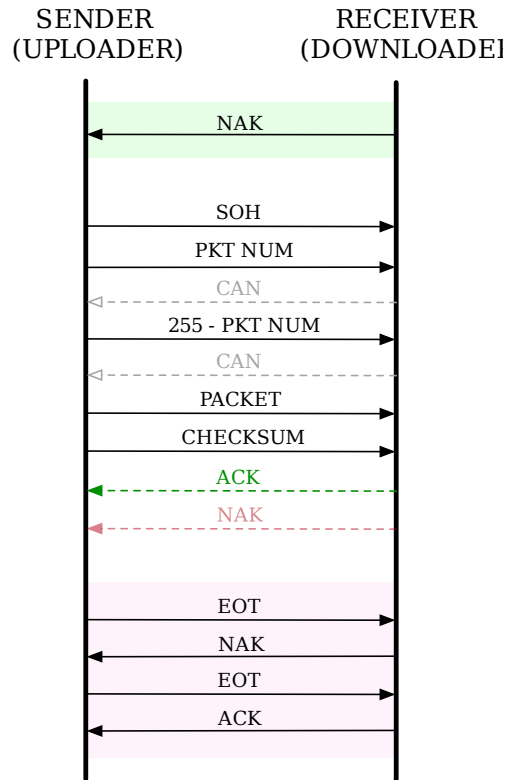 SENDER
(UPLOADER)
RECEIVER
(DOWNLOADE
NAK
SOH
PKT NUM
CAN
255 - PKT NUM
CAN
PACKET
CHECKSUM
ACK
NAK
EOT
NAK
EOT
ACK